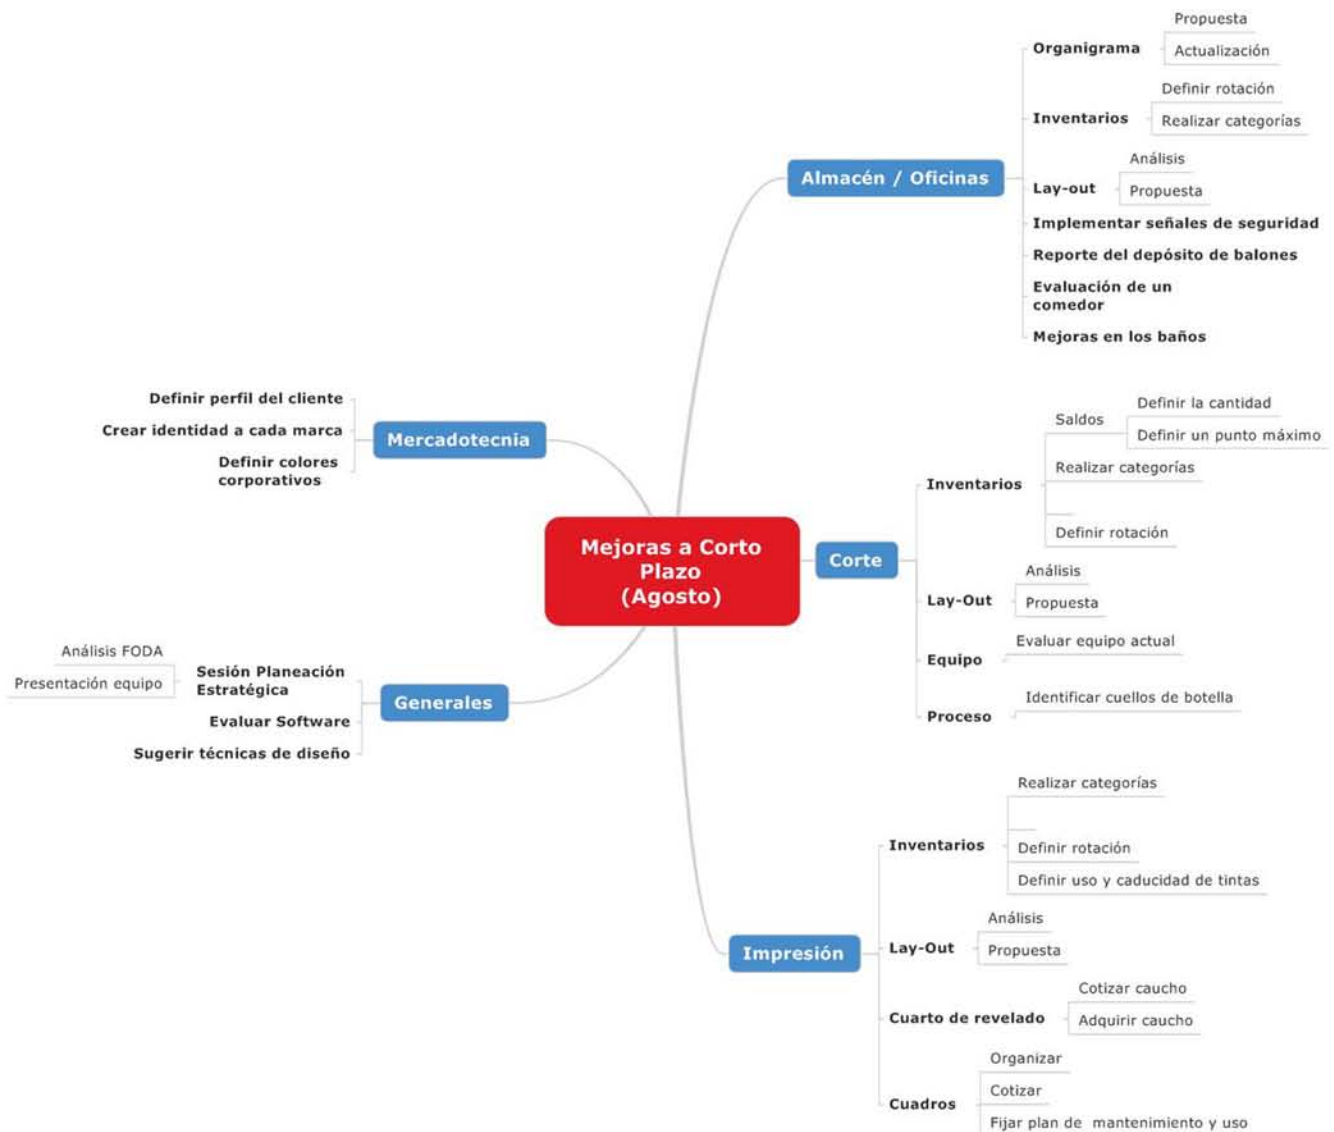 Mejoras a Corto
Plazo
(Agosto)
Almacén / Oficinas
Organigrama
Propuesta
Actualización
Inventarios
Definir rotación
Realizar categorías
Lay-out
Análisis
Propuesta
Implementar señales de seguridad
Reporte del depósito de balones
Evaluación de un
comedor
Mejoras en los baños
Corte
Inventarios
Saldos
Definir la cantidad
Definir un punto máximo
Realizar categorías
Definir rotación
Lay-Out
Análisis
Propuesta
Equipo
Evaluar equipo actual
Proceso
Identificar cuellos de botella
Impresión
Inventarios
Realizar categorías
Definir rotación
Definir uso y caducidad de tintas
Lay-Out
Análisis
Propuesta
Cuarto de revelado
Cotizar caucho
Adquirir caucho
Cuadros
Organizar
Cotizar
Fijar plan de  mantenimiento y uso
Mercadotecnia
Definir perfil del cliente
Crear identidad a cada marca
Definir colores
corporativos
Generales
Sesión Planeación
Estratégica
Análisis FODA
Presentación equipo
Evaluar Software
Sugerir técnicas de diseño